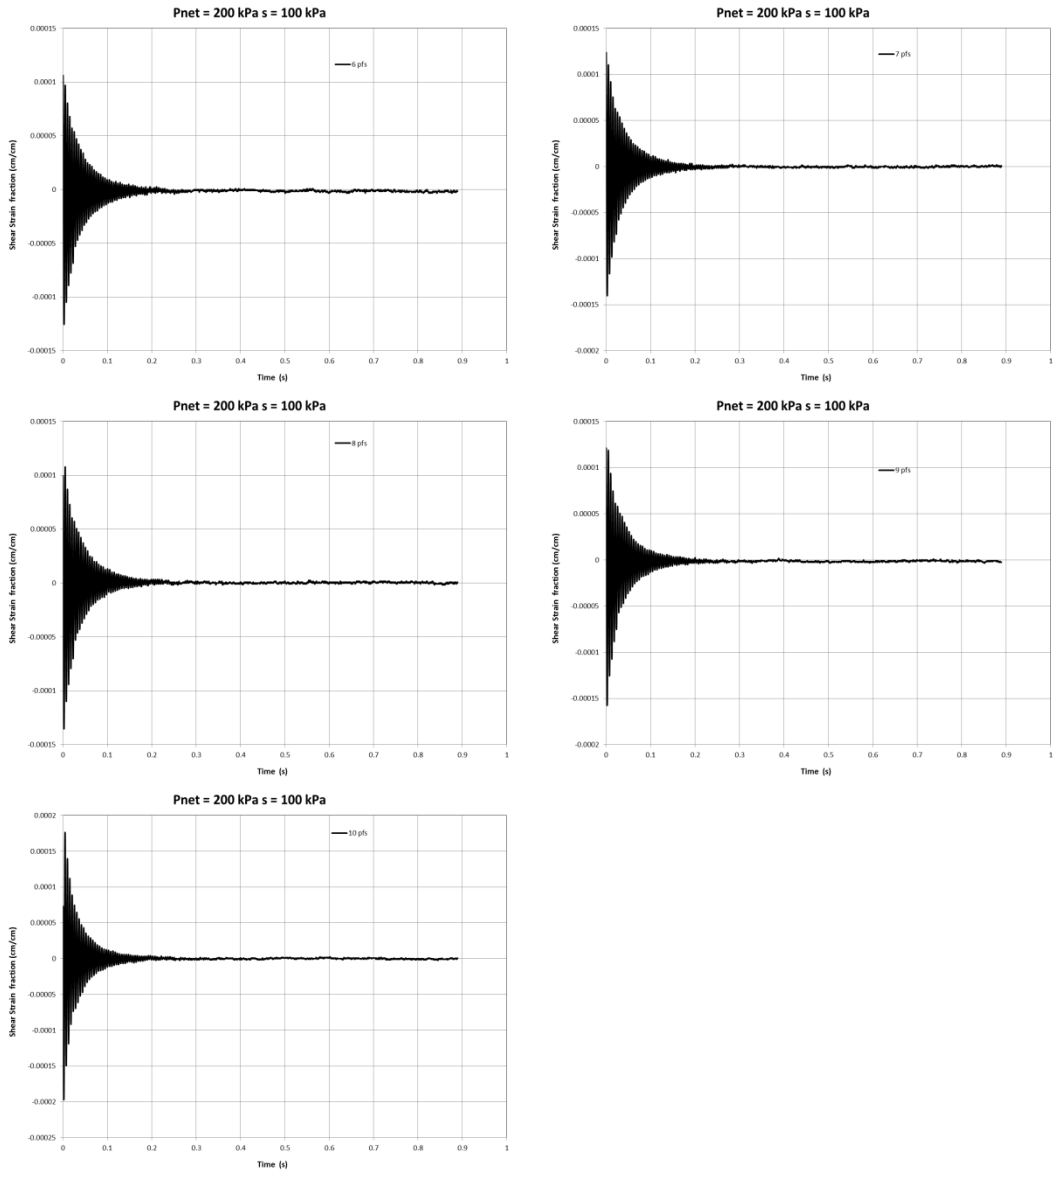 Pnet = 200 kPa s = 100 kPa
0.00015
0.0001
0.00005
0
-0.00005
-0.0001
-0.00015
Shear Strain fraction (cm/cm)
6 pfs
0 0.1 0.2 0.3 0.4 0.5 0.6 0.7 0.8 0.9 1
Time (s)
Pnet = 200 kPa s = 100 kPa
0.00015
0.0001
0.00005
0
-0.00005
-0.0001
-0.00015
-0.0002
Shear Strain fraction (cm/cm)
7 pfs
0 0.1 0.2 0.3 0.4 0.5 0.6 0.7 0.8 0.9 1
Time (s)
Pnet = 200 kPa s = 100 kPa
0.00015
0.0001
0.00005
0
-0.00005
-0.0001
-0.00015
Shear Strain fraction (cm/cm)
8 pfs
0 0.1 0.2 0.3 0.4 0.5 0.6 0.7 0.8 0.9 1
Time (s)
Pnet = 200 kPa s = 100 kPa
0.00015
0.0001
0.00005
0
-0.00005
-0.0001
-0.00015
-0.0002
Shear Strain fraction (cm/cm)
9 pfs
0 0.1 0.2 0.3 0.4 0.5 0.6 0.7 0.8 0.9 1
Time (s)
Pnet = 200 kPa s = 100 kPa
0.0002
0.00015
0.0001
0.00005
0
-0.00005
-0.0001
-0.00015
-0.0002
-0.00025
Shear Strain fraction (cm/cm)
10 pfs
0 0.1 0.2 0.3 0.4 0.5 0.6 0.7 0.8 0.9 1
Time (s)